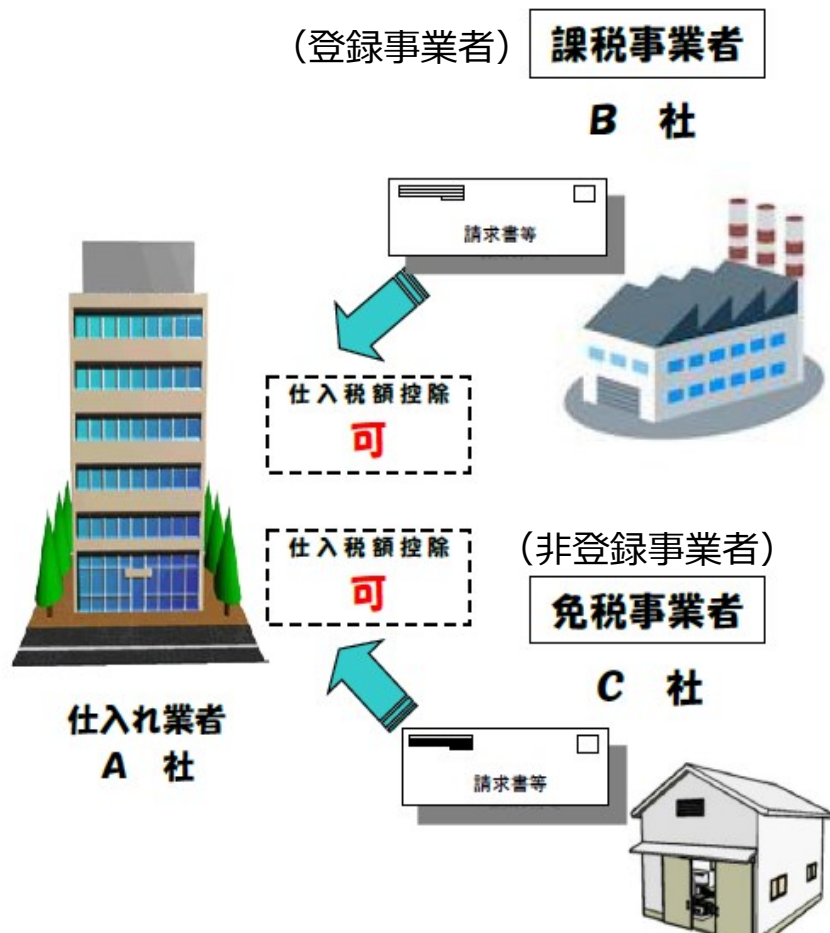 (登録事業者)
課税事業者
B 社
請求書等
仕入税額控除
可
仕入税額控除
可
(非登録事業者)
免税事業者
C 社
仕入れ業者
A 社
請求書等